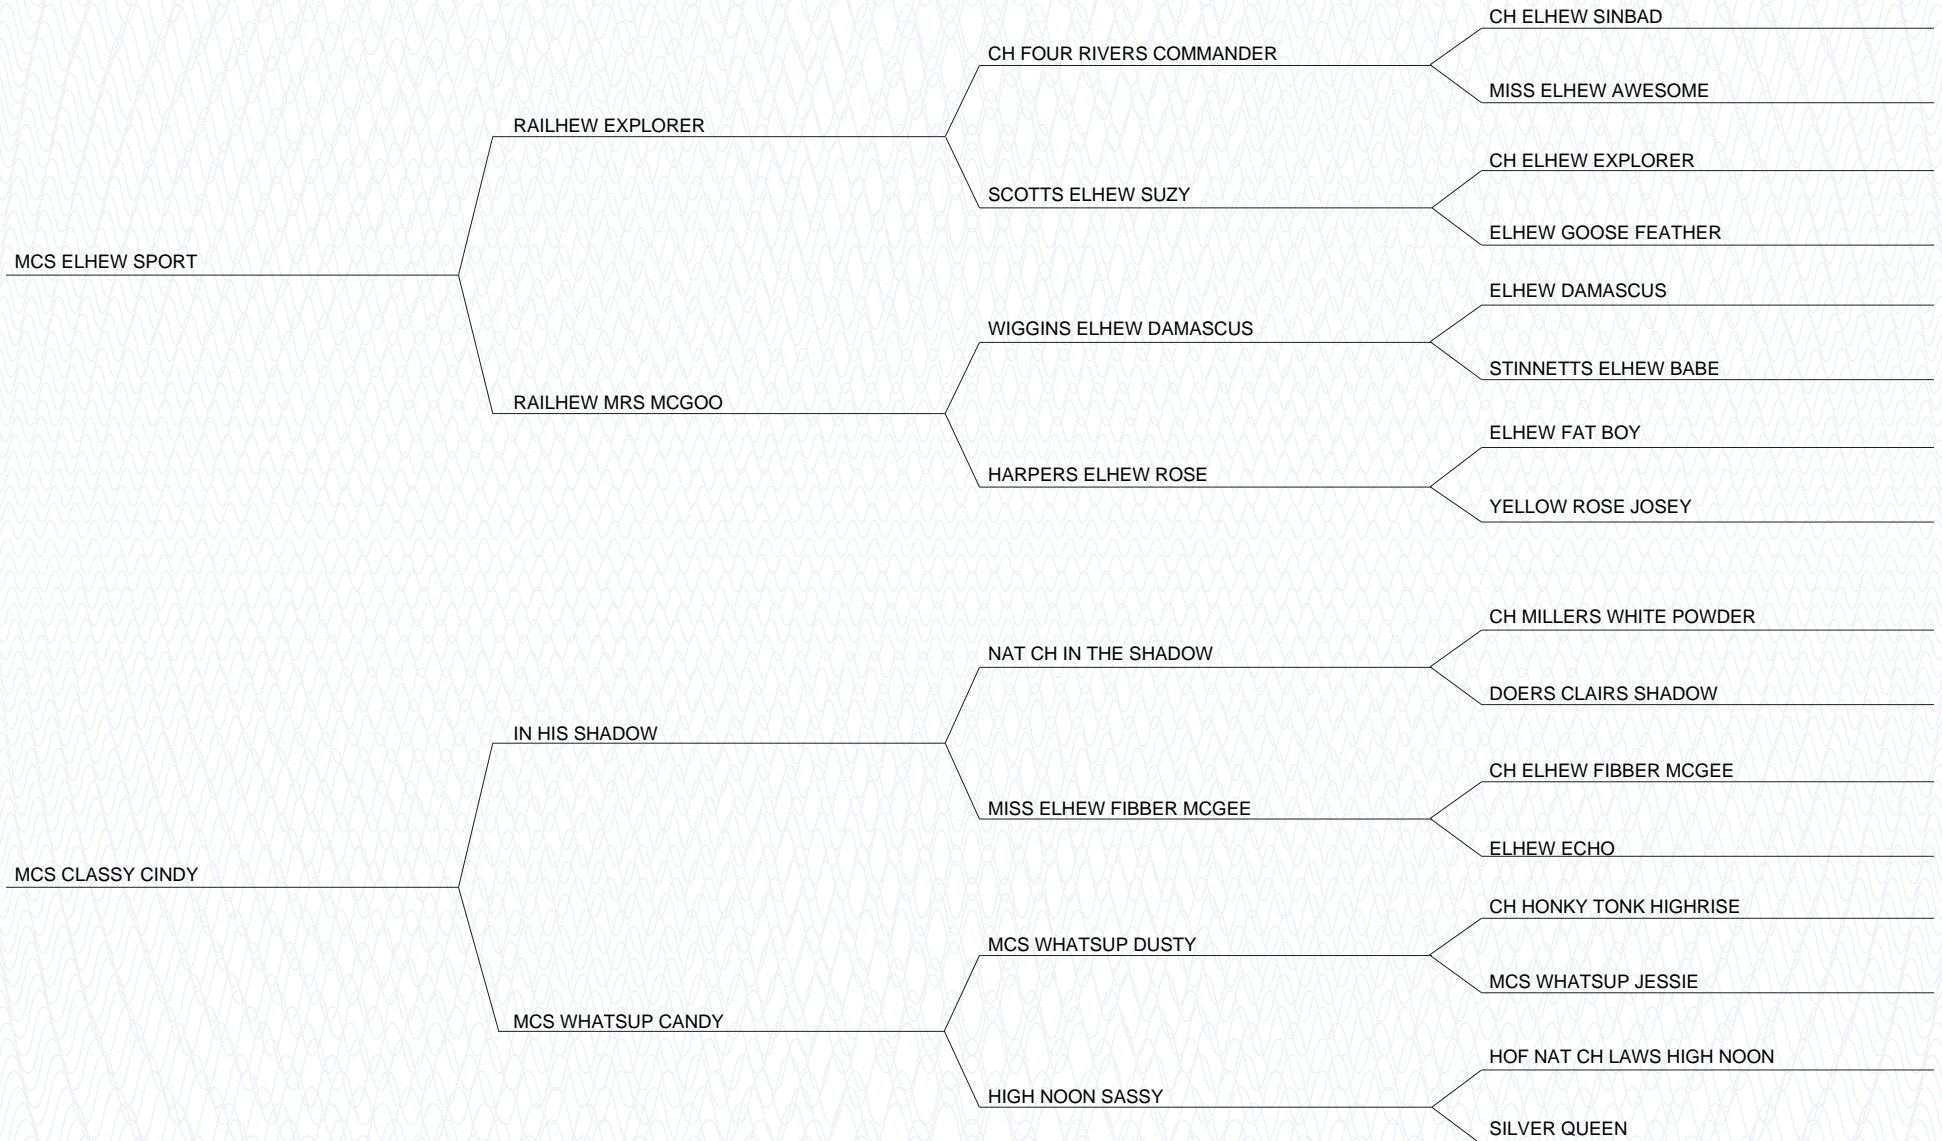 CH ELHEW SINBAD
CH FOUR RIVERS COMMANDER
MISS ELHEW AWESOME
RAILHEW EXPLORER
CH ELHEW EXPLORER
SCOTTS ELHEW SUZY
ELHEW GOOSE FEATHER
MCS ELHEW SPORT
ELHEW DAMASCUS
WIGGINS ELHEW DAMASCUS
STINNETTS ELHEW BABE
RAILHEW MRS MCGOO
ELHEW FAT BOY
HARPERS ELHEW ROSE
YELLOW ROSE JOSEY
CH MILLERS WHITE POWDER
NAT CH IN THE SHADOW
DOERS CLAIRS SHADOW
IN HIS SHADOW
CH ELHEW FIBBER MCGEE
MISS ELHEW FIBBER MCGEE
ELHEW ECHO
MCS CLASSY CINDY
CH HONKY TONK HIGHRISE
MCS WHATSUP DUSTY
MCS WHATSUP JESSIE
MCS WHATSUP CANDY
HOF NAT CH LAWS HIGH NOON
HIGH NOON SASSY
SILVER QUEEN